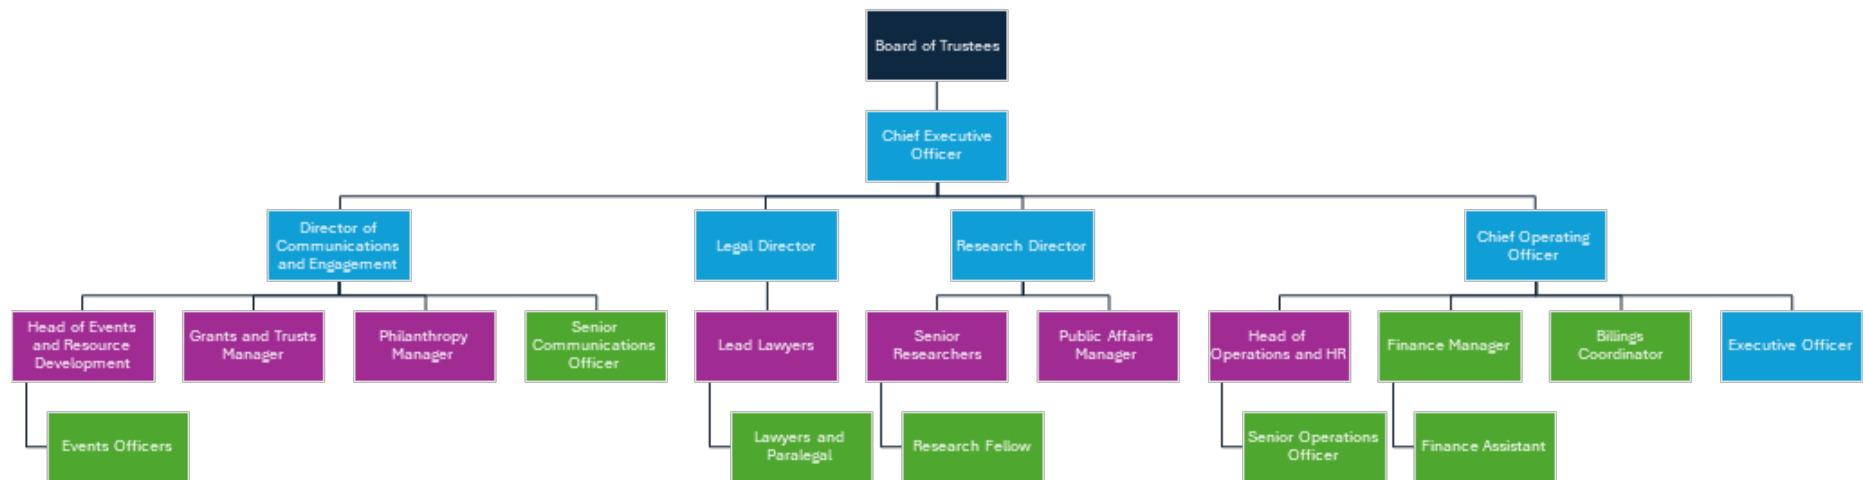 Board of Trustees
Chief Executive
Officer
Director of
Communications
and Engagement
Legal Director
Research Director
Chief Operating
Officer
Head of Events
and Resource
Development
Grants and Trusts
Manager
Philanthropy
Manager
Senior
Communications
Officer
Lead Lawyers
Senior
Researchers
Public Affairs
Manager
Head of
Operations and HR
Finance Manager
Billings
Coordinator
Executive Officer
Events Officers
Lawyers and
Paralegal
Research Fellow
Senior Operations
Officer
Finance Assistant